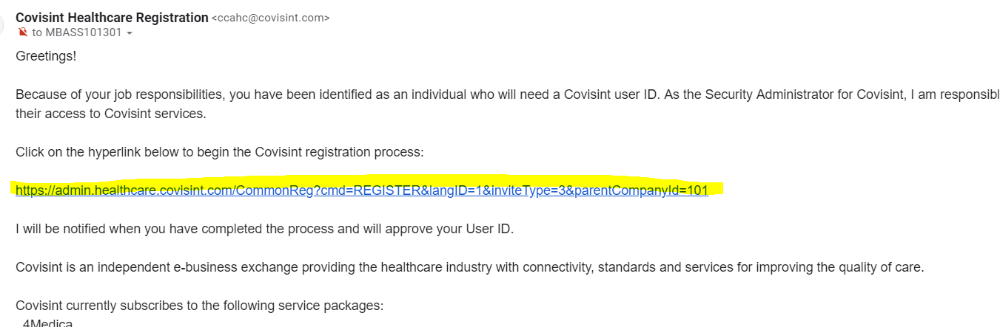 Covisint Healthcare Registration <ccahc@covisint.com>
to MBASS101301
Greetings!
Because of your job responsibilities, you have been identified as an individual who will need a Covisint user ID. As the Security Administrator for Covisint, I am responsibl
their access to Covisint services.
Click on the hyperlink below to begin the Covisint registration process:
https://admin.healthcare.covisint.com/CommonReg?cmd=REGISTER&langID=1&inviteType=3&parentCompanyId=101
I will be notified when you have completed the process and will approve your User ID.
Covisint is an independent e-business exchange providing the healthcare industry with connectivity, standards and services for improving the quality of care.
Covisint currently subscribes to the following service packages:
4Medica